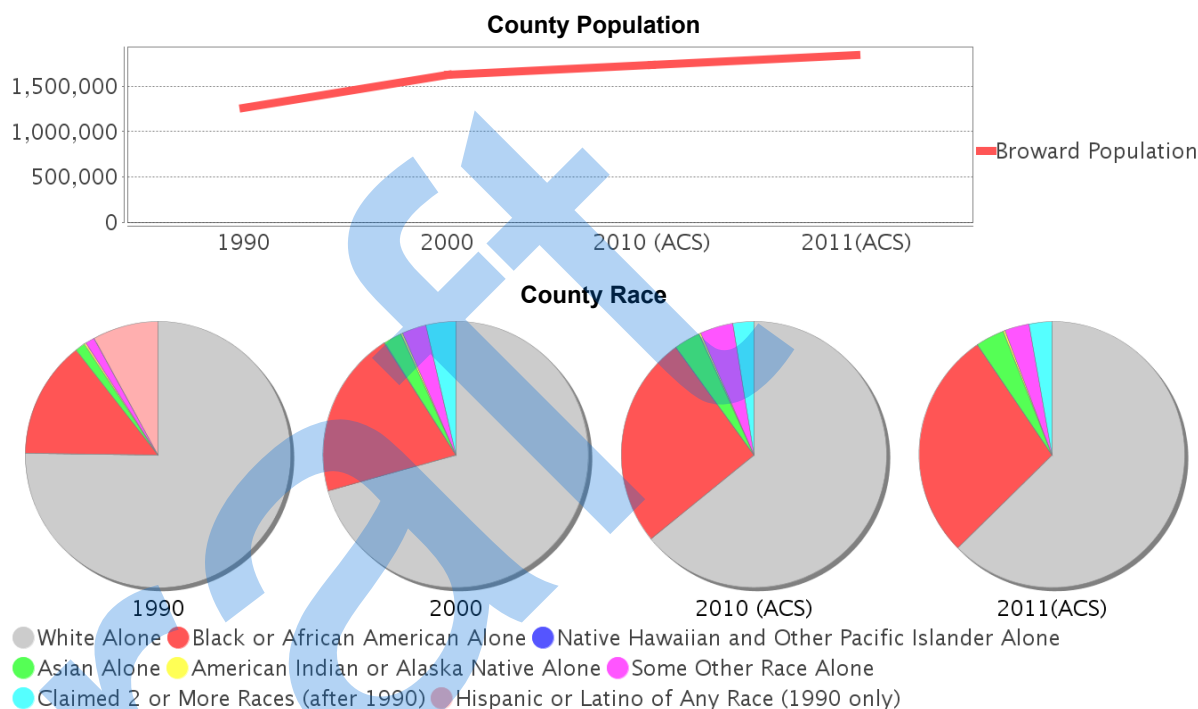 County Population
1,500,000
1,000,000
500,000
0
Broward Population
1990 2000 2010 (ACS) 2011(ACS)
County Race
1990 2000 2010 (ACS) 2011(ACS)
White Alone Black or African American Alone Native Hawaiian and Other Pacific Islander Alone
Asian Alone American Indian or Alaska Native Alone Some Other Race Alone
Claimed 2 or More Races (after 1990) Hispanic or Latino of Any Race (1990 only)